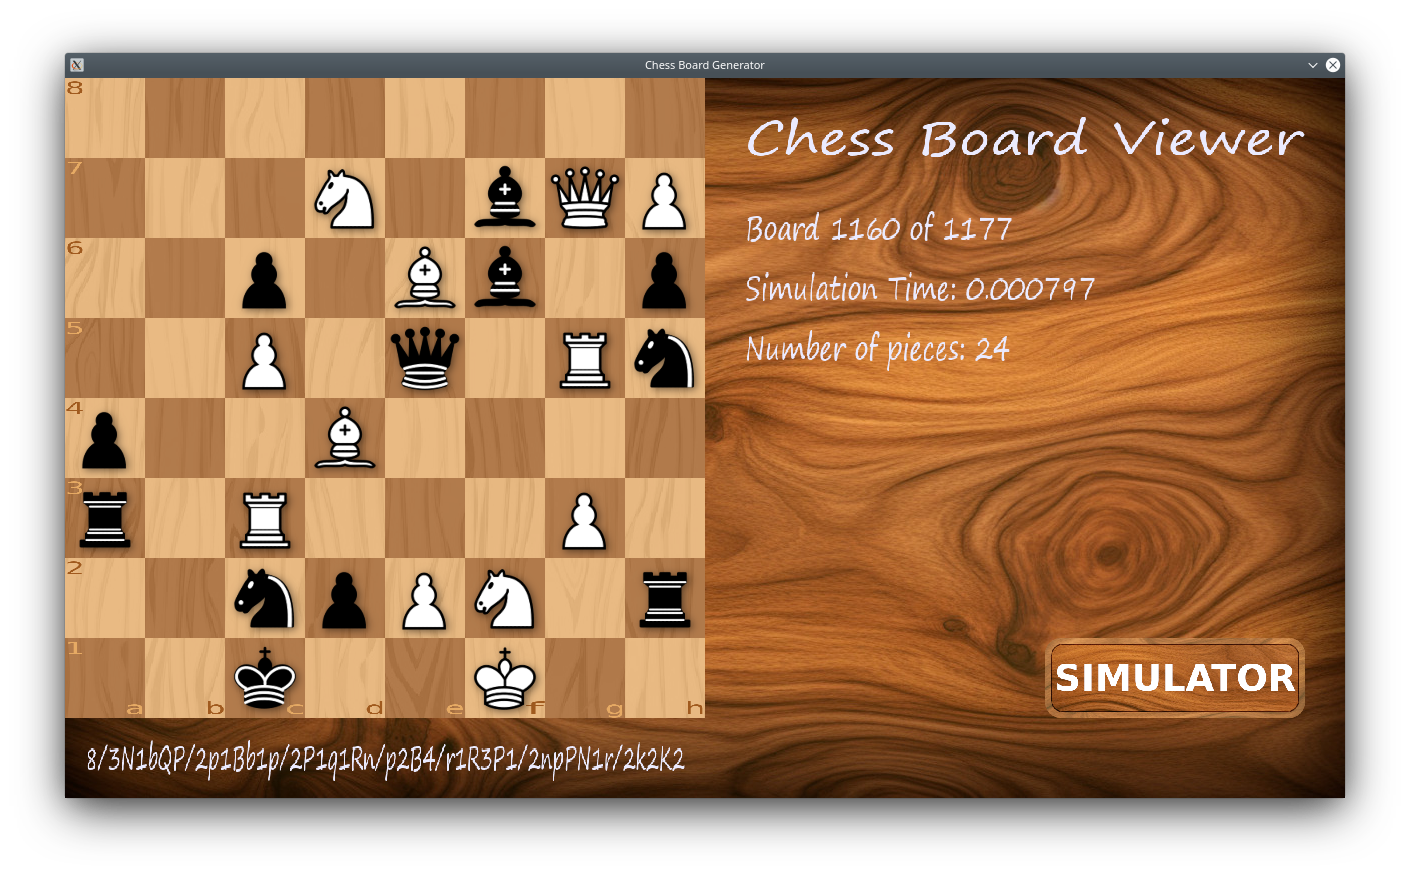 Chess Board Generator
Chess Board Viewer
Board 1160 of 1177
Simulation Time: 0.000797
Number of pieces: 24
8
7
6
5
4
3
2
1
a b c d e f g h
SIMULATOR
8/3N1bQP/2p1Bb1p/2P1q1Rn/p2B4/r1R3P1/2npPN1r/2k2K2